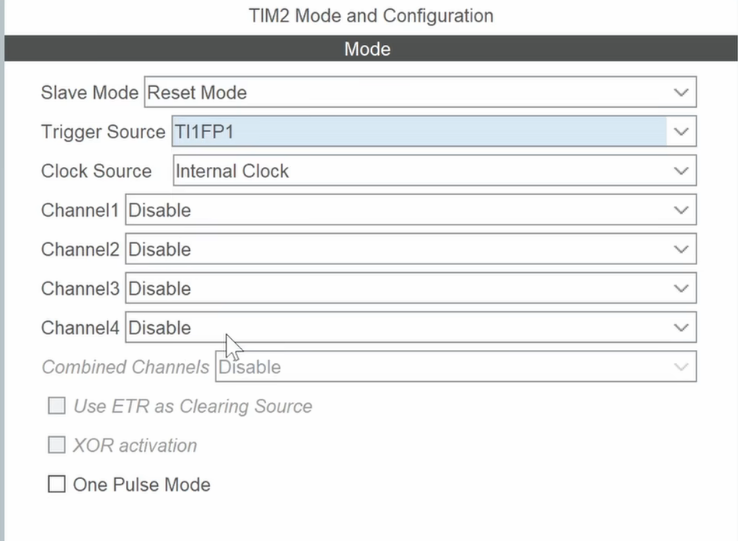 TIM2 Mode and Configuration
Mode
Slave Mode Reset Mode
Trigger Source TI1FP1
Clock Source Internal Clock
Channel1 Disable
Channel2 Disable
Channel3 Disable
Channel4 Disable
Combined Channels Disable
Use ETR as Clearing Source
XOR activation
One Pulse Mode